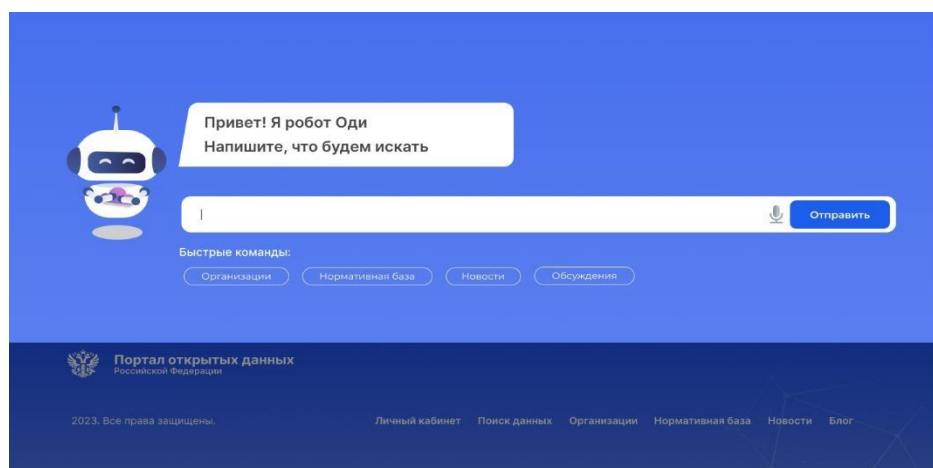 Привет! Я робот Оди
Напишите, что будем искать
Отправить
Быстрые команды:
Организации Нормативная база Новости Обсуждения
Портал открытых данных
Российской Федерации
2023. Все права защищены. Личный кабинет Поиск данных Организации Нормативная база Новости Блог